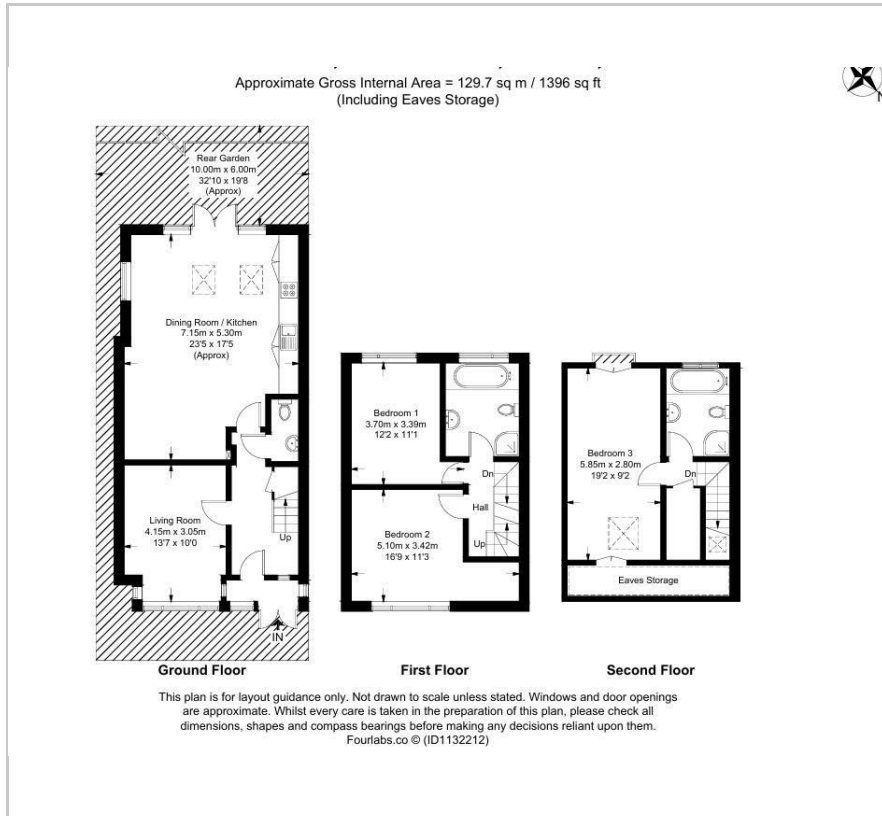 Approximate Gross Internal Area = 129.7 sq m / 1396 sq ft
(Including Eaves Storage)
N
Rear Garden
10.00m x 6.00m
32'10 x 19'8
(Approx)
Dining Room / Kitchen
7.15m x 5.30m
23'5 x 17'5
(Approx)
Living Room
4.15m x 3.05m
13'7 x 10'0
Up
IN
Ground Floor
Bedroom 1
3.70m x 3.39m
12'2 x 11'1
Dn
Hall
Up
Bedroom 2
5.10m x 3.42m
16'9 x 11'3
First Floor
Bedroom 3
5.85m x 2.80m
19'2 x 9'2
Dn
Eaves Storage
Second Floor
This plan is for layout guidance only. Not drawn to scale unless stated. Windows and door openings
are approximate. Whilst every care is taken in the preparation of this plan, please check all
dimensions, shapes and compass bearings before making any decisions reliant upon them.
Fourlabs.co © (ID1132212)